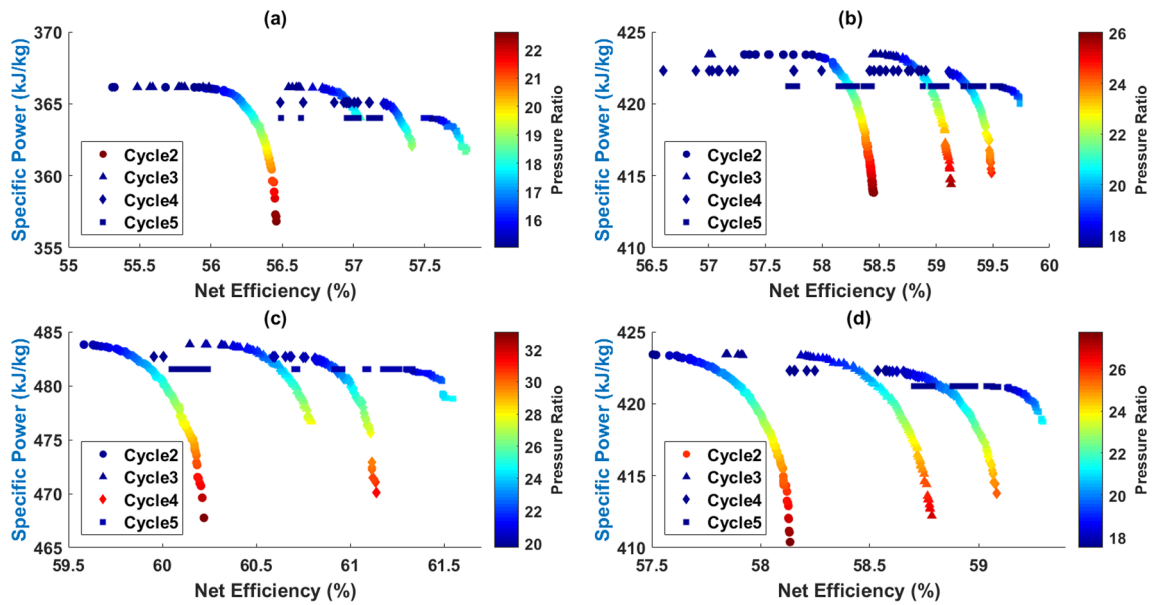 (a)
Specific Power (kJ/kg)
370
365
360
355
55
55.5
56
56.5
57
57.5
Net Efficiency (%)
Cycle2
Cycle3
Cycle4
Cycle5
22
21
20
19
18
17
16
Pressure Ratio
(b)
Specific Power (kJ/kg)
425
420
415
410
56.5
57
57.5
58
58.5
59
59.5
60
Net Efficiency (%)
Cycle2
Cycle3
Cycle4
Cycle5
26
24
22
20
18
Pressure Ratio
(c)
Specific Power (kJ/kg)
485
480
475
470
465
59.5
60
60.5
61
61.5
Net Efficiency (%)
Cycle2
Cycle3
Cycle4
Cycle5
32
30
28
26
24
22
20
Pressure Ratio
(d)
Specific Power (kJ/kg)
425
420
415
410
57.5
58
58.5
59
Net Efficiency (%)
Cycle2
Cycle3
Cycle4
Cycle5
26
24
22
20
18
Pressure Ratio